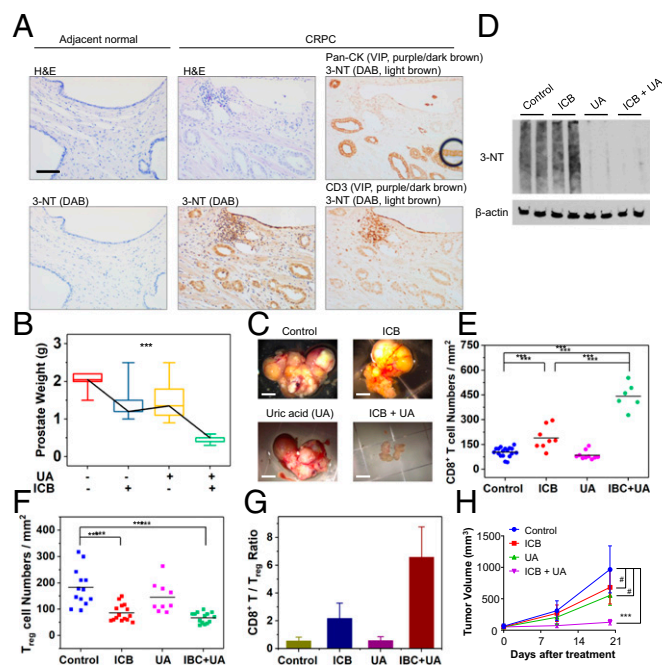 A
Adjacent normal
CRPC
H&E
H&E
Pan-CK (VIP, purple/dark brown)
3-NT (DAB, light brown)
3-NT (DAB)
3-NT (DAB)
CD3 (VIP, purple/dark brown)
3-NT (DAB, light brown)
D
Control
ICB
UA
ICB + UA
3-NT
β-actin
B
Prostate Weight (g)
3
2
1
0
***
UA - - + +
ICB - + - +
C
Control
ICB
Uric acid (UA)
ICB + UA
E
CD8+ T cell Numbers / mm2
750
600
450
300
150
0
***
***
***
***
Control ICB UA IBC+UA
F
Treg cell Numbers / mm2
400
300
200
100
0
Control ICB UA IBC+UA
G
CD8+ T / Treg Ratio
10
8
6
4
2
0
Control ICB UA IBC+UA
H
Control
ICB
UA
ICB + UA
Tumor Volume (mm3)
1500
1000
500
0
#
#
***
0 7 14 21
Days after treatment